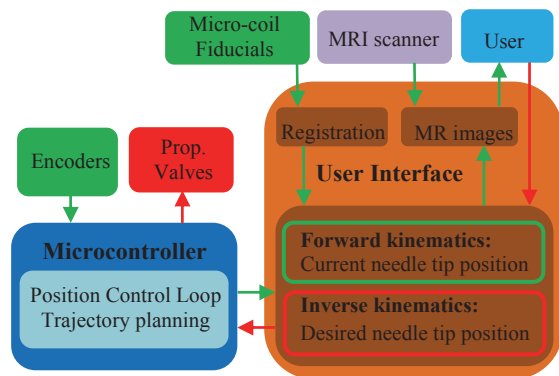 Micro-coil
Fiducials
MRI scanner
User
Registration
MR images
User Interface
Encoders
Prop.
Valves
Microcontroller
Position Control Loop
Trajectory planning
Forward kinematics:
Current needle tip position
Inverse kinematics:
Desired needle tip position